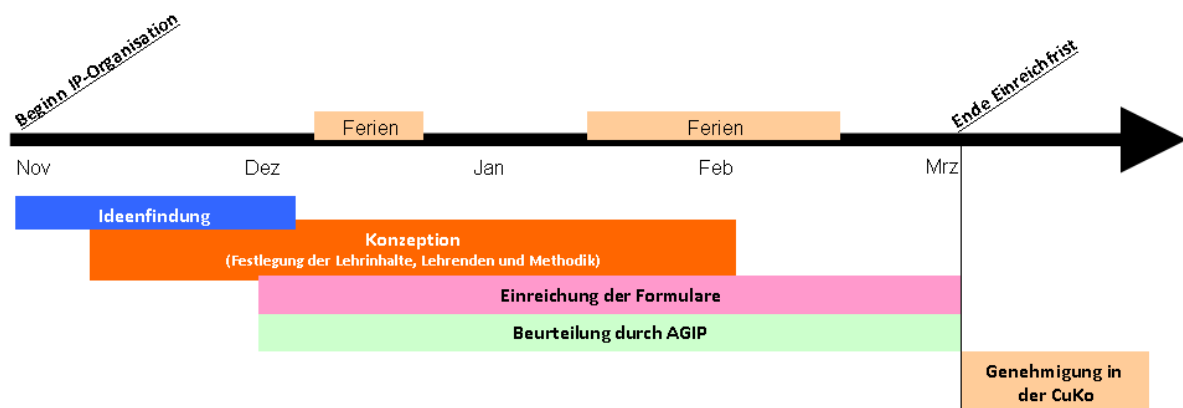 Beginn IP-Organisation
Ende Einreichfrist
Ferien
Ferien
Nov
Dez
Jan
Feb
Mrz
Ideenfindung
Konzeption
(Festlegung der Lehrinhalte, Lehrenden und Methodik)
Einreichung der Formulare
Beurteilung durch AGIP
Genehmigung in
der CuKo